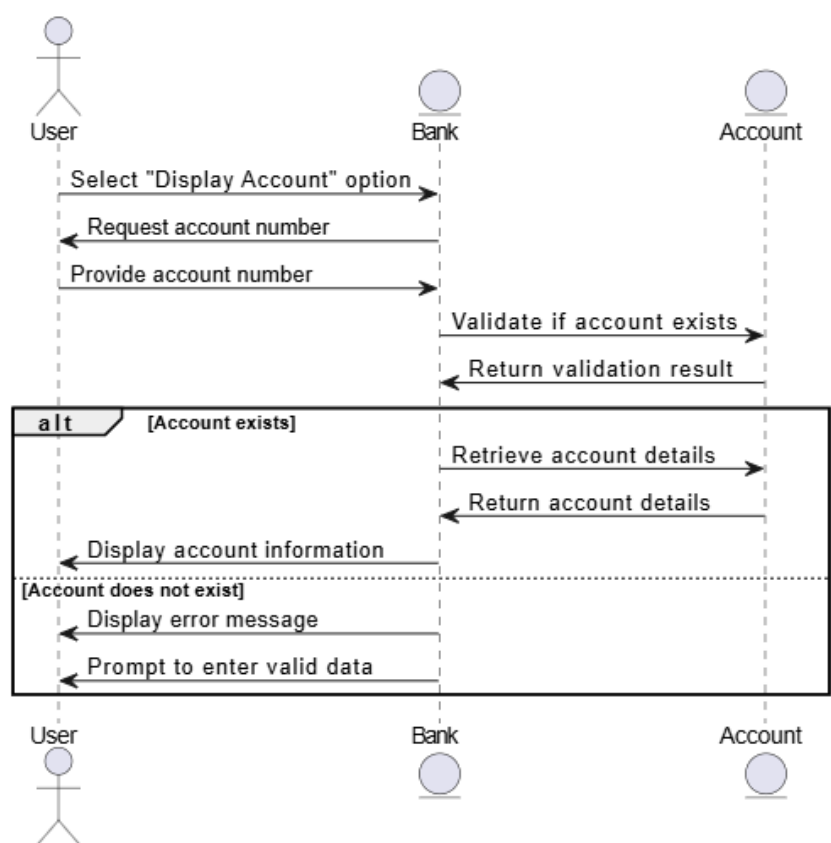 User
Bank
Account
Select "Display Account" option
Request account number
Provide account number
Validate if account exists
Return validation result
alt
[Account exists]
Retrieve account details
Return account details
Display account information
[Account does not exist]
Display error message
Prompt to enter valid data
User
Bank
Account